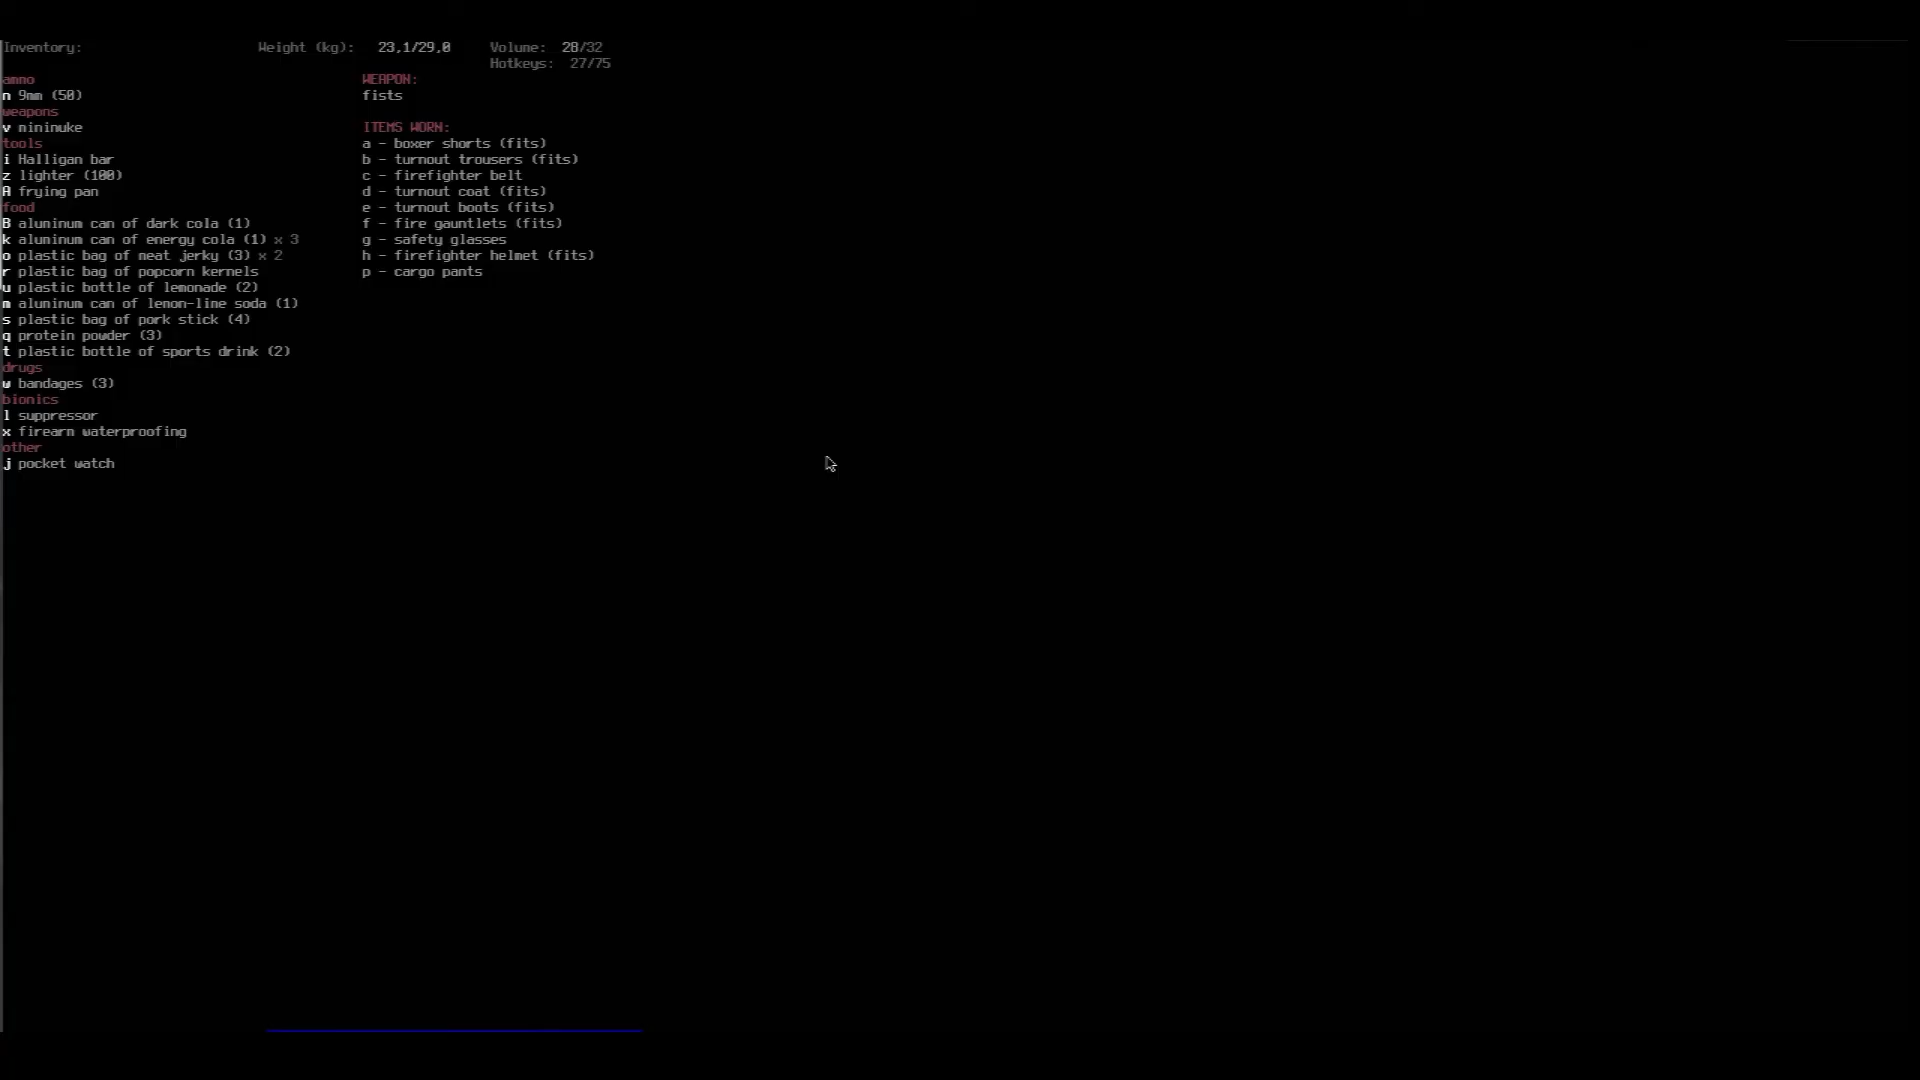 Inventory: Weight (kg): 23,1/29,0 Volume: 28/32
Hotkeys: 27/75
ammo
n 9mm (50)
weapons
v mininuke
tools
i Halligan bar
z lighter (100)
A frying pan
food
B aluminum can of dark cola (1)
k aluminum can of energy cola (1) x 3
o plastic bag of meat jerky (3) x 2
r plastic bag of popcorn kernels
u plastic bottle of lemonade (2)
m aluminum can of lemon-lime soda (1)
s plastic bag of pork stick (4)
q protein powder (3)
t plastic bottle of sports drink (2)
drugs
w bandages (3)
bionics
l suppressor
x firearm waterproofing
other
j pocket watch
WEAPON:
fists
ITEMS WORN:
a - boxer shorts (fits)
b - turnout trousers (fits)
c - firefighter belt
d - turnout coat (fits)
e - turnout boots (fits)
f - fire gauntlets (fits)
g - safety glasses
h - firefighter helmet (fits)
p - cargo pants